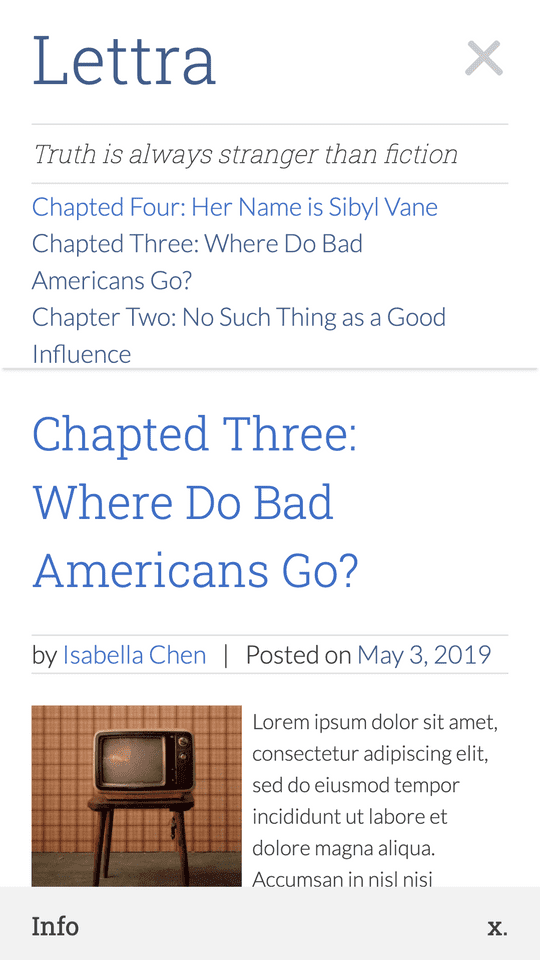 Lettra
Truth is always stranger than fiction
Chapted Four: Her Name is Sibyl Vane
Chapted Three: Where Do Bad
Americans Go?
Chapter Two: No Such Thing as a Good
Influence
Chapted Three:
Where Do Bad
Americans Go?
by Isabella Chen | Posted on May 3, 2019
Lorem ipsum dolor sit amet,
consectetur adipiscing elit,
sed do eiusmod tempor
incididunt ut labore et
dolore magna aliqua.
Accumsan in nisl nisi
Info x.